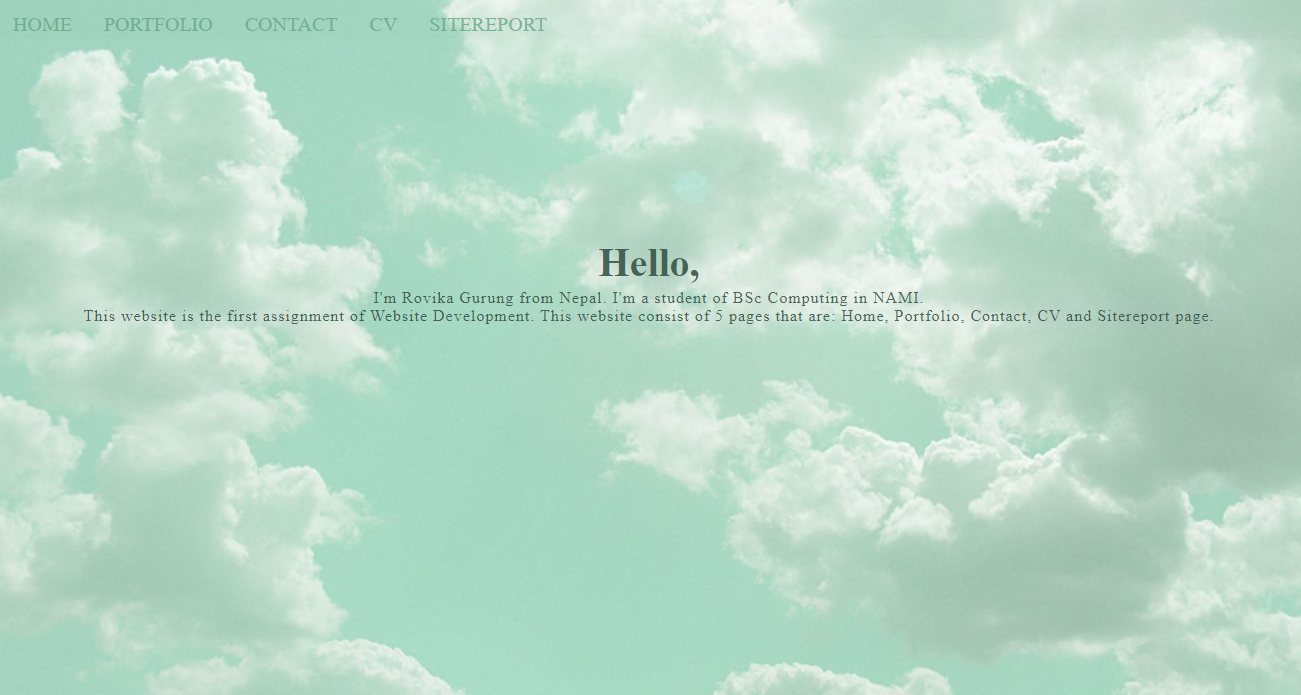 HOME PORTFOLIO CONTACT CV SITEREPORT
Hello,
I'm Rovika Gurung from Nepal. I'm a student of BSc Computing in NAMI.
This website is the first assignment of Website Development. This website consist of 5 pages that are: Home, Portfolio, Contact, CV and Sitereport page.